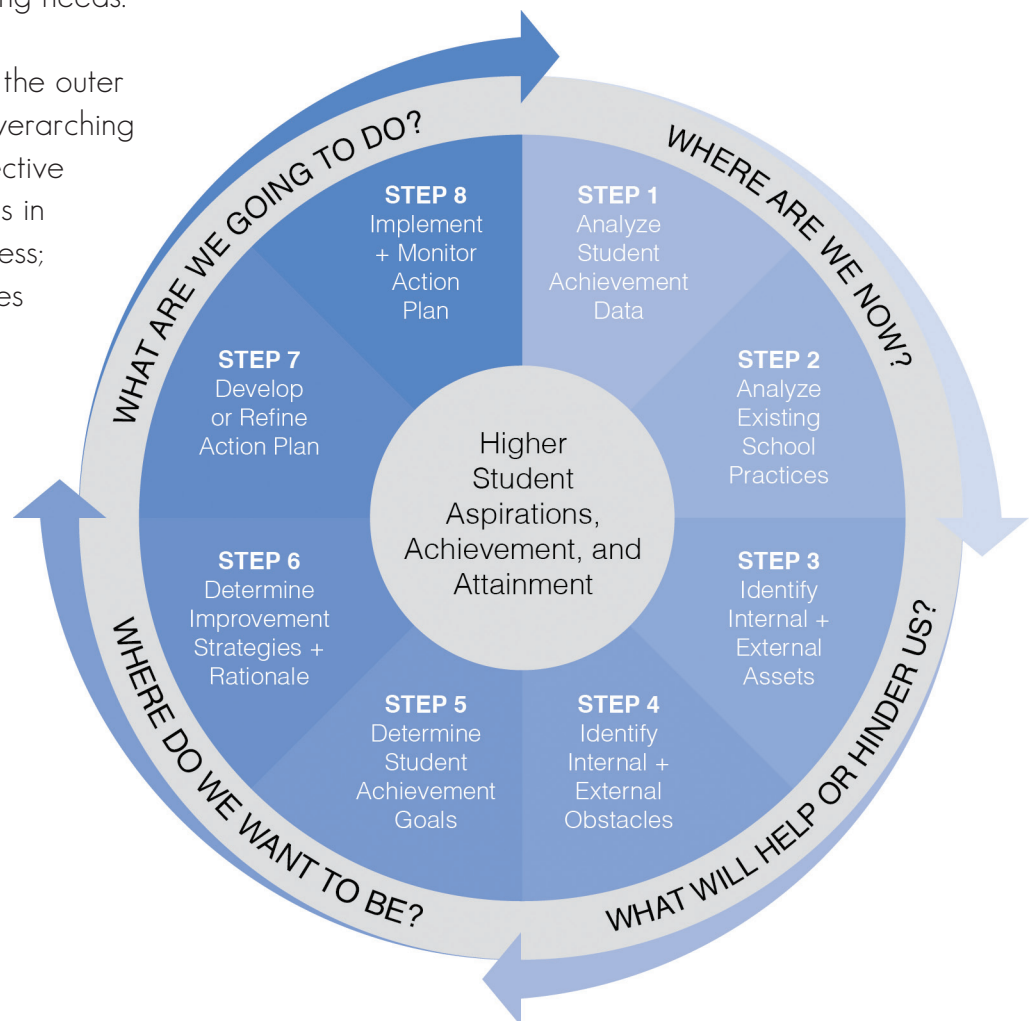 ng needs.
the outer
verarching
ective
s in
ess;
es
WHERE ARE WE NOW?
STEP 1
Analyze
Student
Achievement
Data
STEP 2
Analyze
Existing
School
Practices
WHAT WILL HELP OR HINDER US?
STEP 3
Identify
Internal +
External
Assets
STEP 4
Identify
Internal +
External
Obstacles
WHERE DO WE WANT TO BE?
STEP 5
Determine
Student
Achievement
Goals
STEP 6
Determine
Improvement
Strategies +
Rationale
WHAT ARE WE GOING TO DO?
STEP 7
Develop
or Refine
Action Plan
STEP 8
Implement
+ Monitor
Action
Plan
Higher
Student
Aspirations,
Achievement, and
Attainment